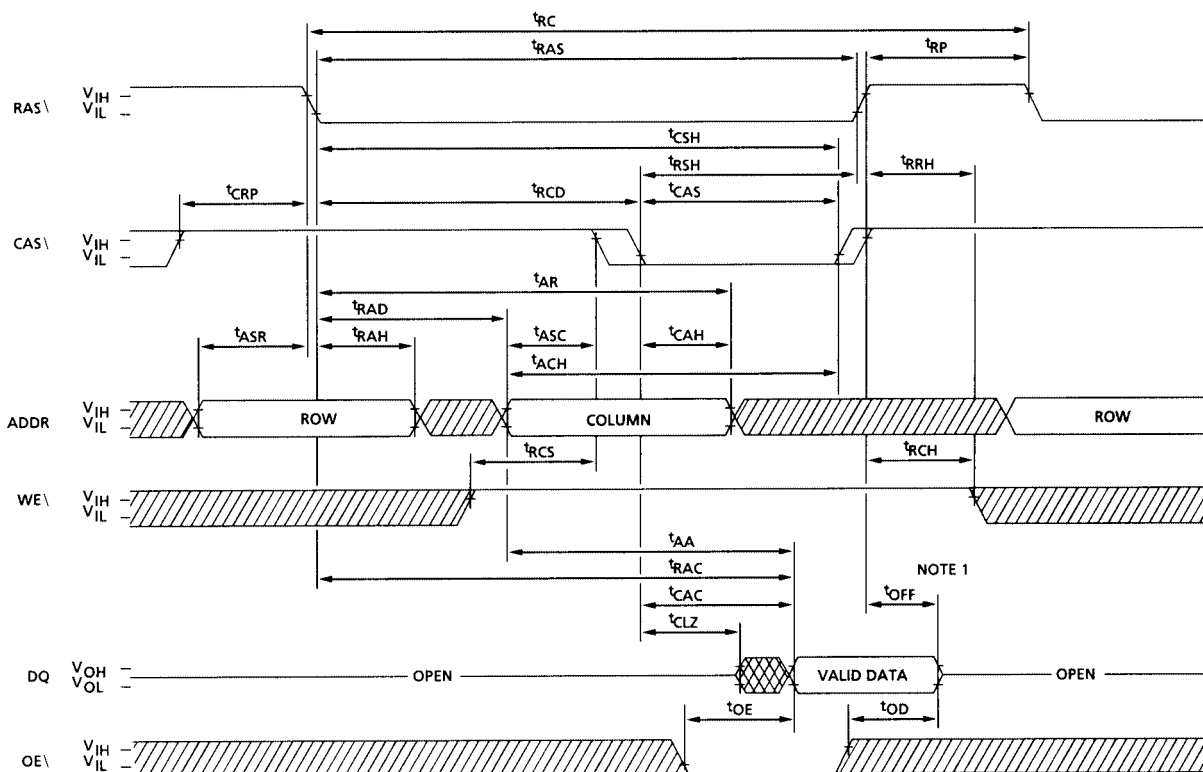 tRC
tRAS
tRP
RAS\
VIH
VIL
tCSH
tRSH
tRRH
tCRP
tRCD
tCAS
CAS\
VIH
VIL
tAR
tRAD
tASR
tRAH
tASC
tCAH
tACH
ADDR
VIH
VIL
ROW
COLUMN
ROW
tRCS
tRCH
WE\
VIH
VIL
tAA
tRAC
NOTE 1
tCAC
tOFF
tCLZ
DQ
VOH
VOL
OPEN
VALID DATA
OPEN
tOE
tOD
OE\
VIH
VIL